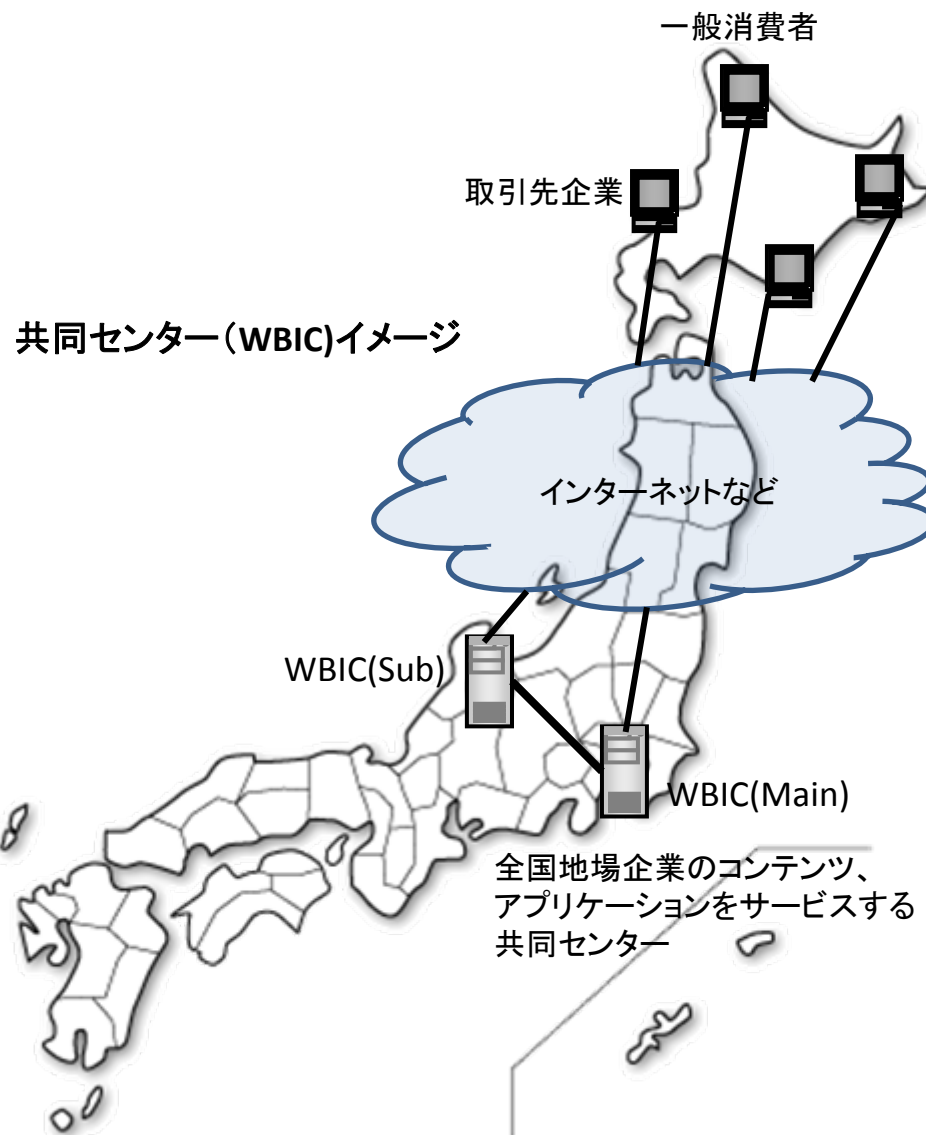 一般消費者
取引先企業
共同センター(WBIC)イメージ
インターネットなど
WBIC(Sub)
WBIC(Main)
全国地場企業のコンテンツ、
アプリケーションをサービスする
共同センター